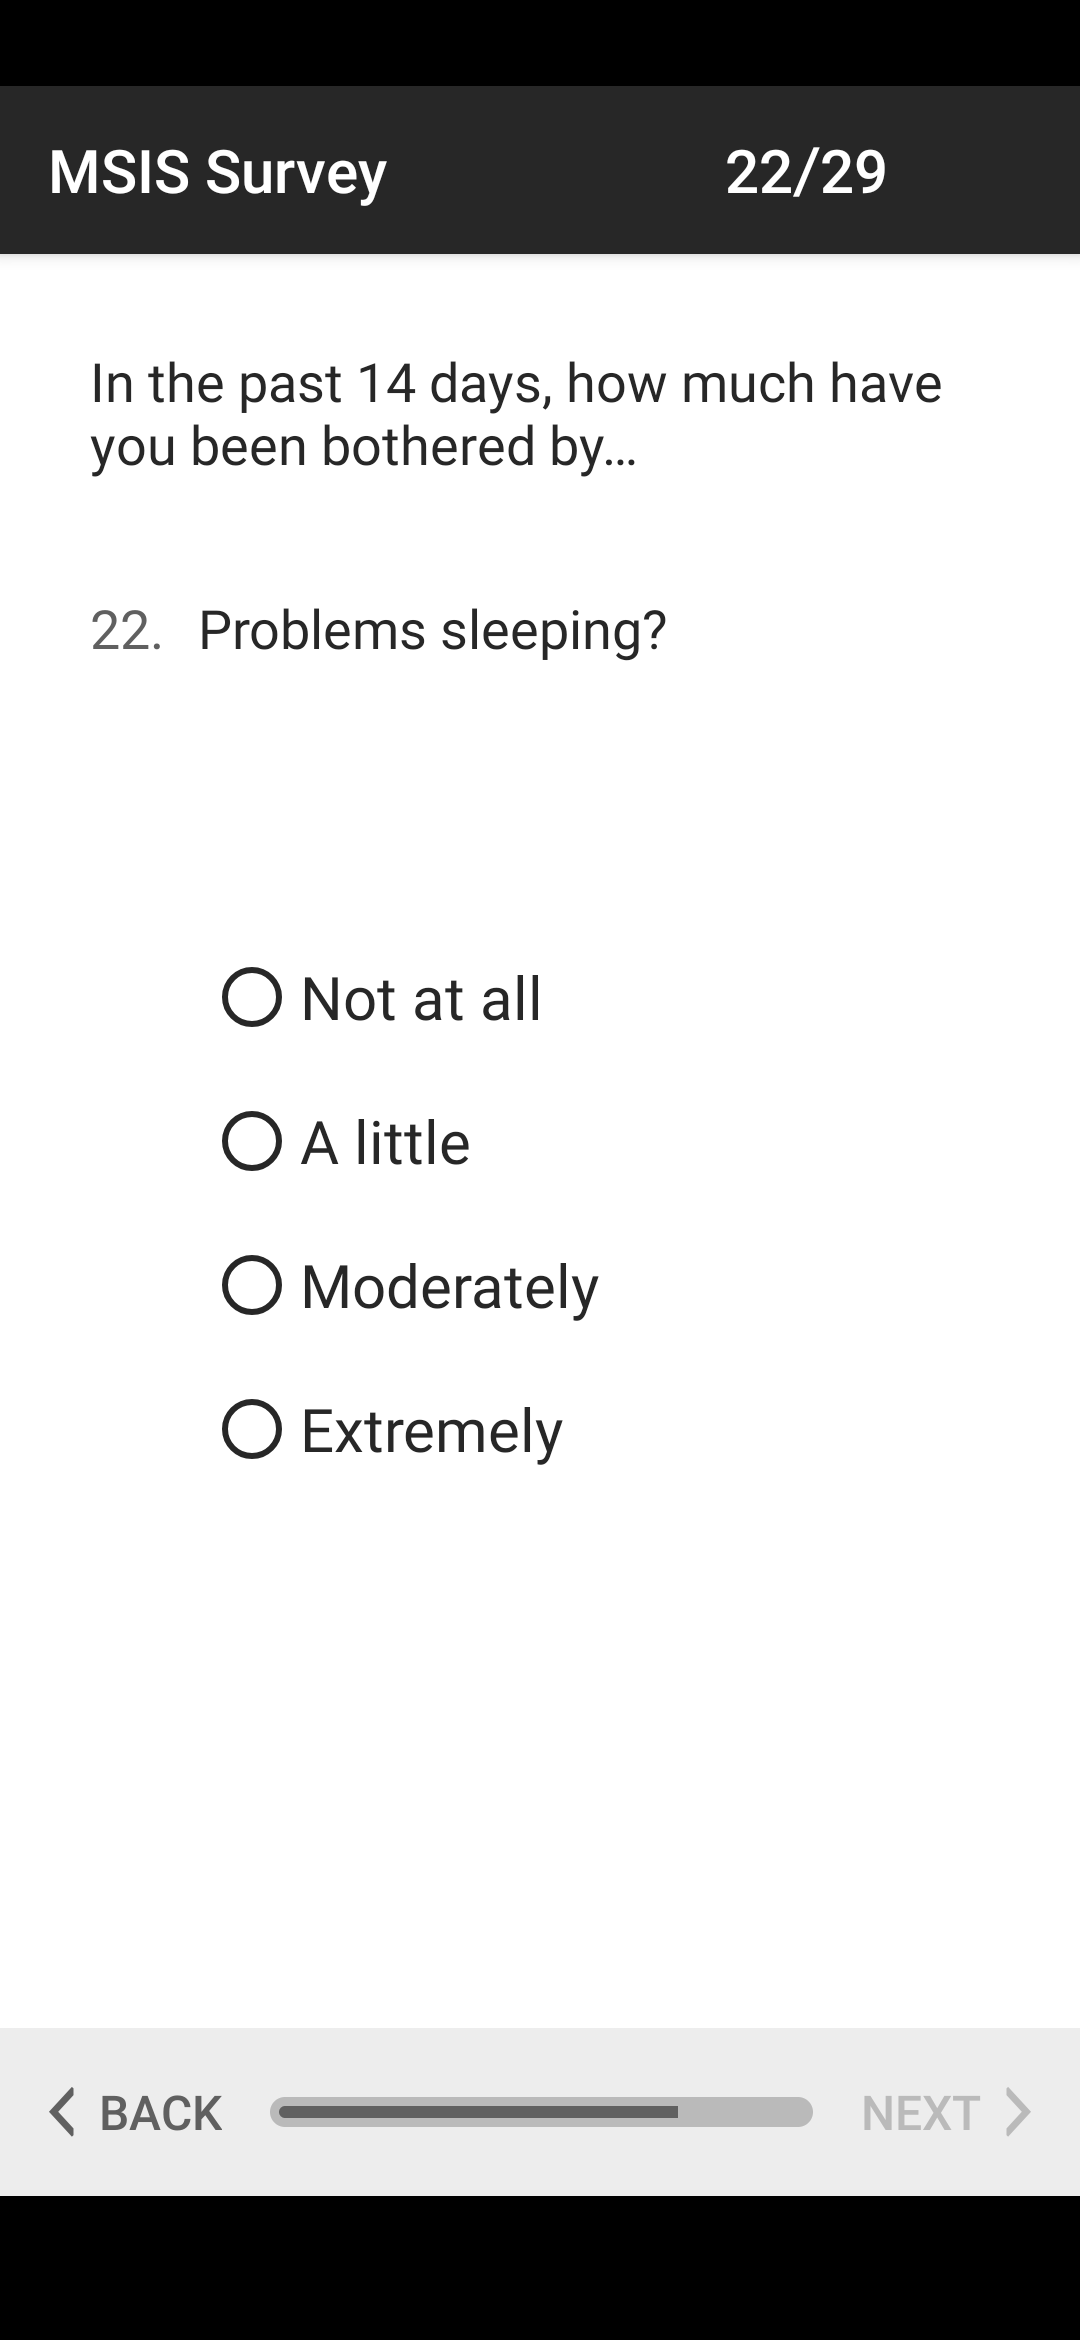 MSIS Survey 22/29
In the past 14 days, how much have
you been bothered by...
22. Problems sleeping?
Not at all
A little
Moderately
Extremely
BACK NEXT